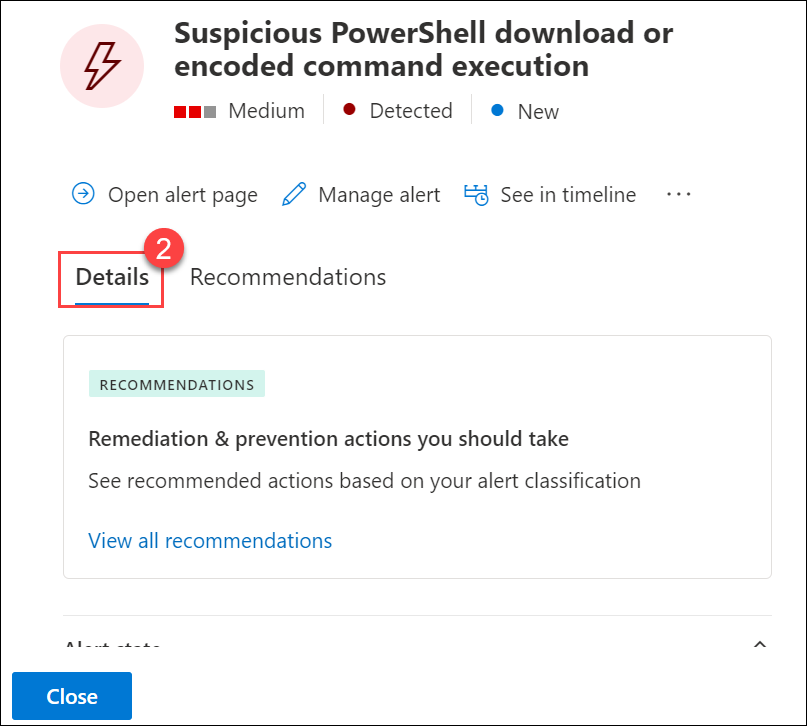 Suspicious PowerShell download or
encoded command execution
Medium
Detected
New
Open alert page
Manage alert
See in timeline
2
Details
Recommendations
RECOMMENDATIONS
Remediation & prevention actions you should take
See recommended actions based on your alert classification
View all recommendations
Alert state
Close